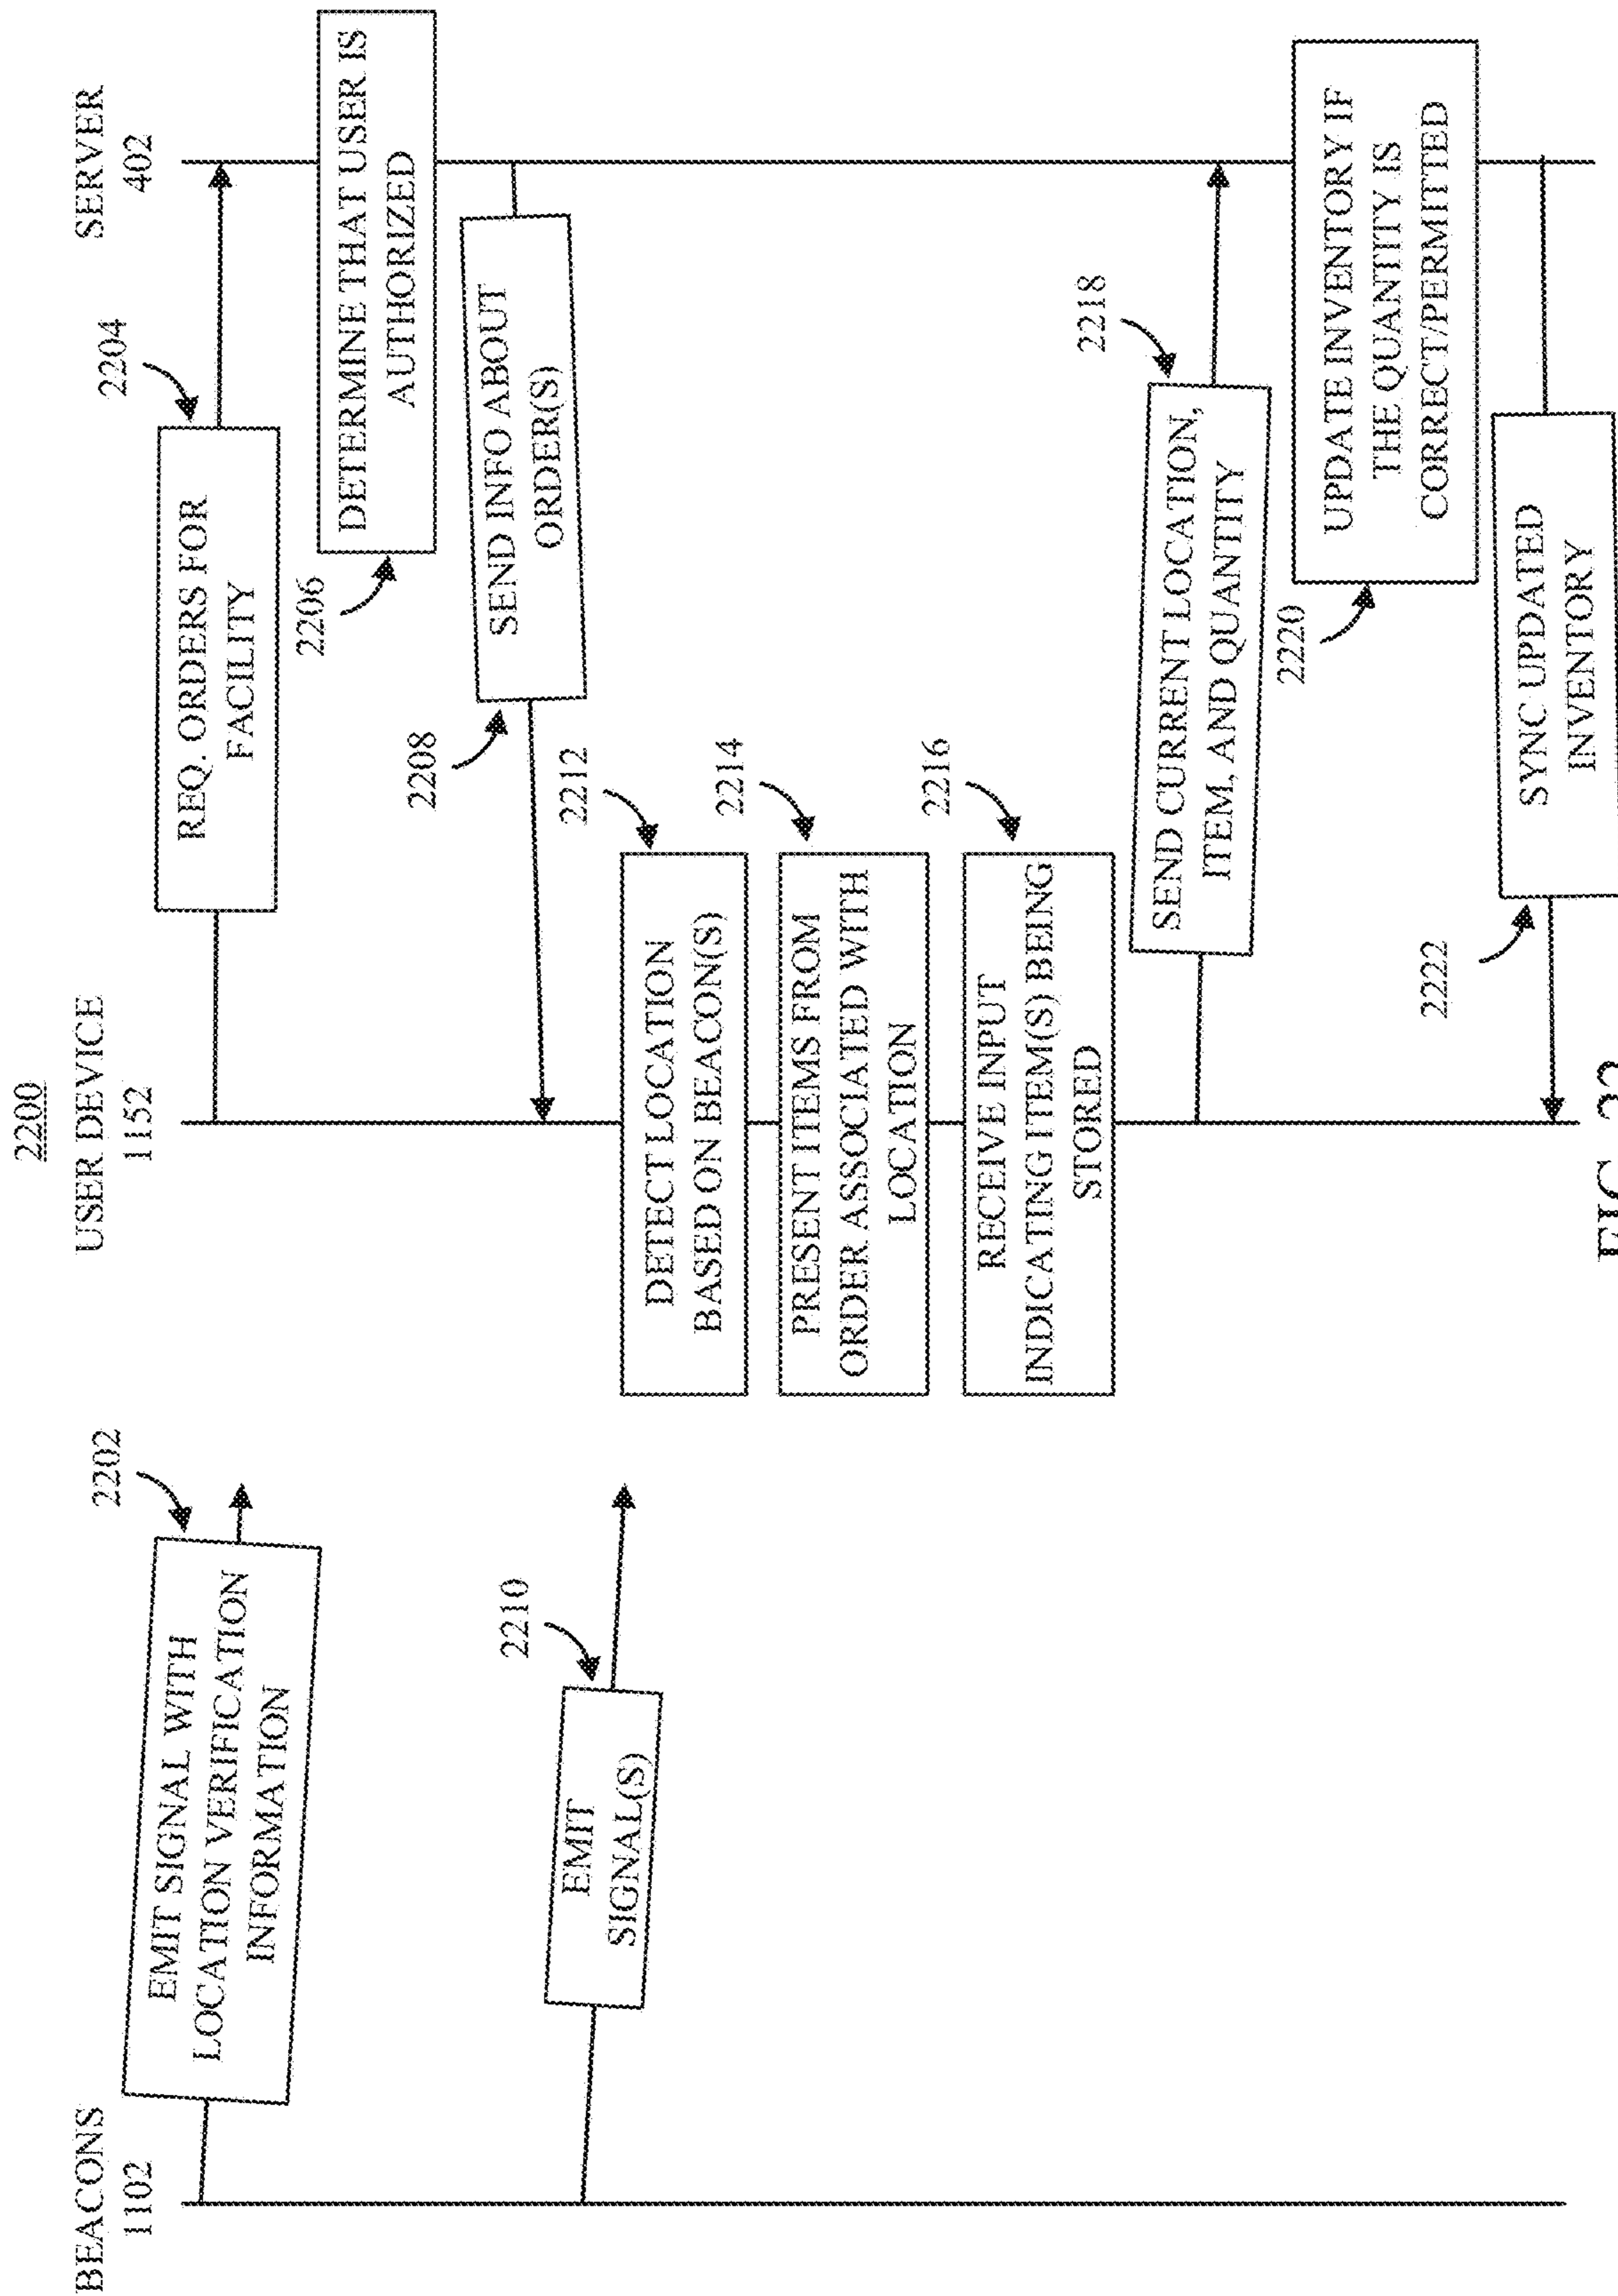 2200
BEACONS
1102
USER DEVICE
1152
SERVER
402
2202
EMIT SIGNAL WITH
LOCATION VERIFICATION
INFORMATION
2204
REQ. ORDERS FOR
FACILITY
2206
DETERMINE THAT USER IS
AUTHORIZED
2208
SEND INFO ABOUT
ORDER(S)
2210
EMIT
SIGNAL(S)
2212
DETECT LOCATION
BASED ON BEACON(S)
2214
PRESENT ITEMS FROM
ORDER ASSOCIATED WITH
LOCATION
2216
RECEIVE INPUT
INDICATING ITEM(S) BEING
STORED
2218
SEND CURRENT LOCATION,
ITEM, AND QUANTITY
2220
UPDATE INVENTORY IF
THE QUANTITY IS
CORRECT/PERMITTED
2222
SYNC UPDATED
INVENTORY